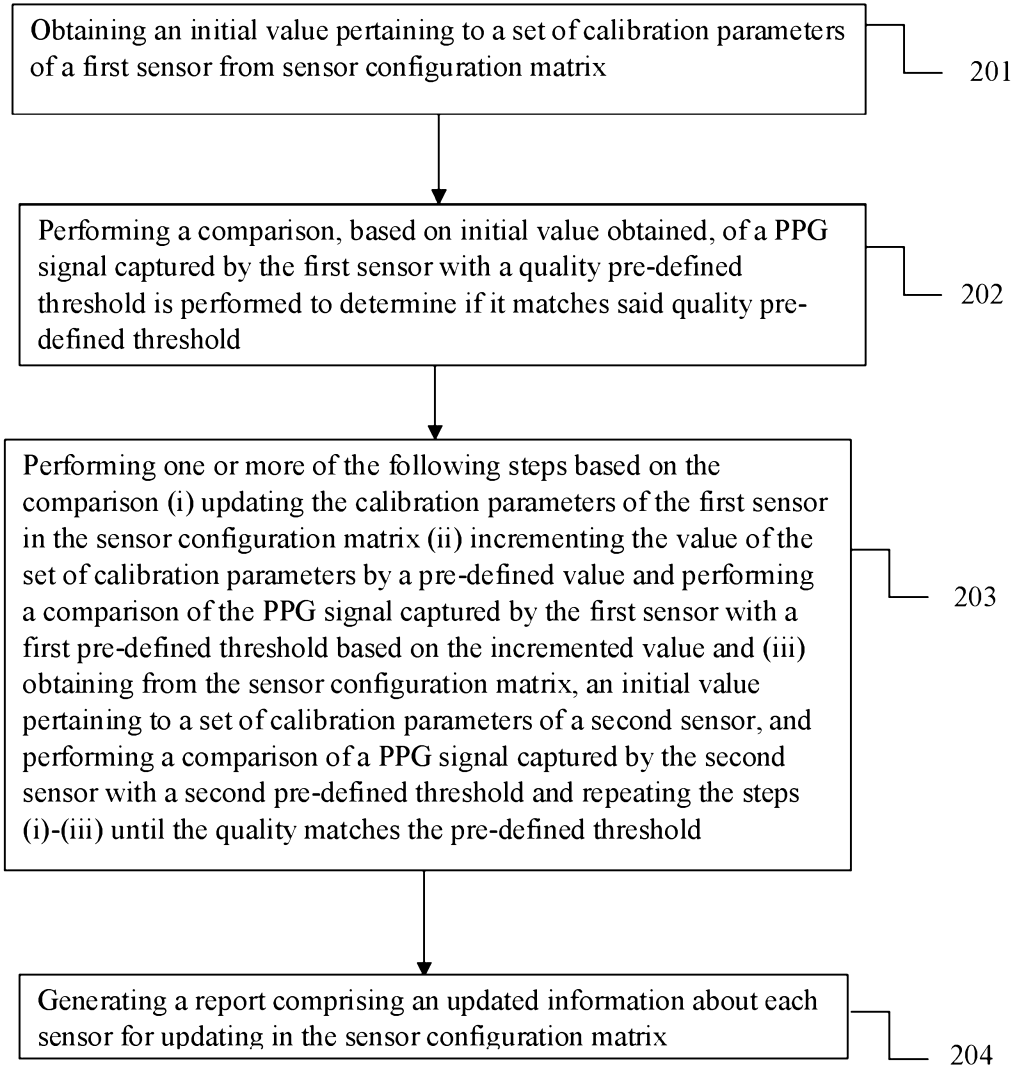 Obtaining an initial value pertaining to a set of calibration parameters
of a first sensor from sensor configuration matrix
201
Performing a comparison, based on initial value obtained, of a PPG
signal captured by the first sensor with a quality pre-defined
threshold is performed to determine if it matches said quality pre-
defined threshold
202
Performing one or more of the following steps based on the
comparison (i) updating the calibration parameters of the first sensor
in the sensor configuration matrix (ii) incrementing the value of the
set of calibration parameters by a pre-defined value and performing
a comparison of the PPG signal captured by the first sensor with a
first pre-defined threshold based on the incremented value and (iii)
obtaining from the sensor configuration matrix, an initial value
pertaining to a set of calibration parameters of a second sensor, and
performing a comparison of a PPG signal captured by the second
sensor with a second pre-defined threshold and repeating the steps
(i)-(iii) until the quality matches the pre-defined threshold
203
Generating a report comprising an updated information about each
sensor for updating in the sensor configuration matrix
204